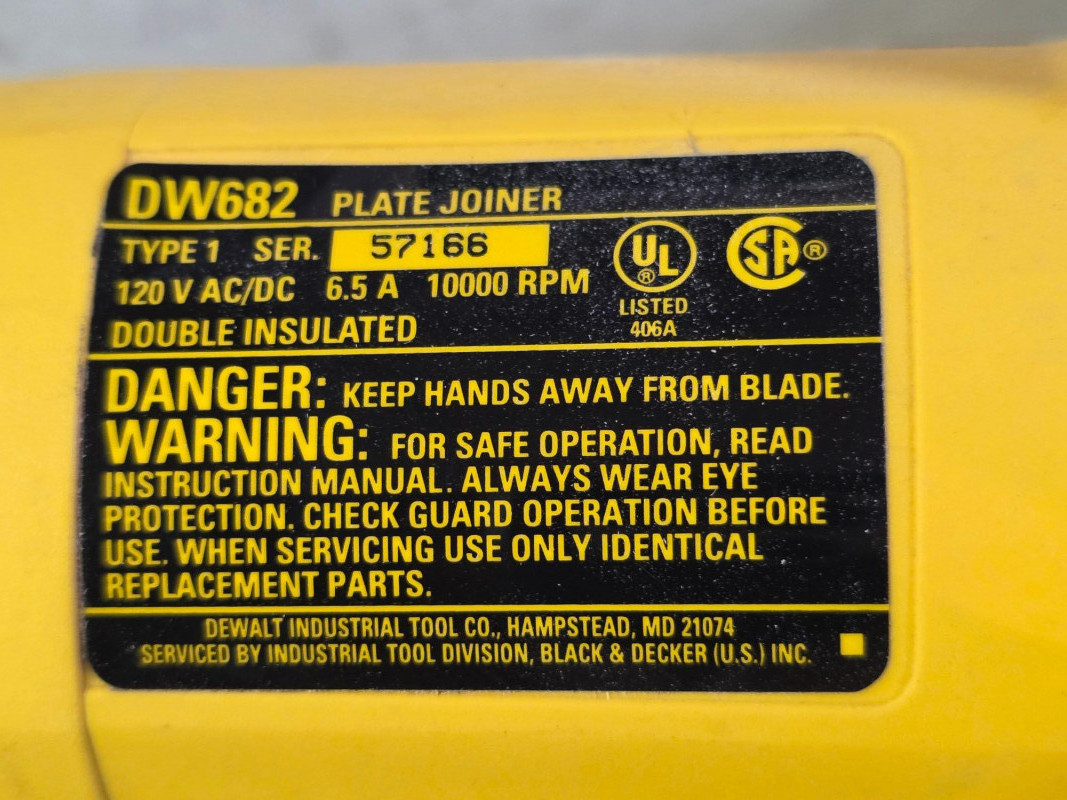 DW682 PLATE JOINER
TYPE 1 SER. 57166
120 V AC/DC 6.5 A 10000 RPM
DOUBLE INSULATED
UL ®
LISTED
406A
SA ®
DANGER: KEEP HANDS AWAY FROM BLADE.
WARNING: FOR SAFE OPERATION, READ
INSTRUCTION MANUAL. ALWAYS WEAR EYE
PROTECTION. CHECK GUARD OPERATION BEFORE
USE. WHEN SERVICING USE ONLY IDENTICAL
REPLACEMENT PARTS.
DEWALT INDUSTRIAL TOOL CO., HAMPSTEAD, MD 21074
SERVICED BY INDUSTRIAL TOOL DIVISION, BLACK & DECKER (U.S.) INC.